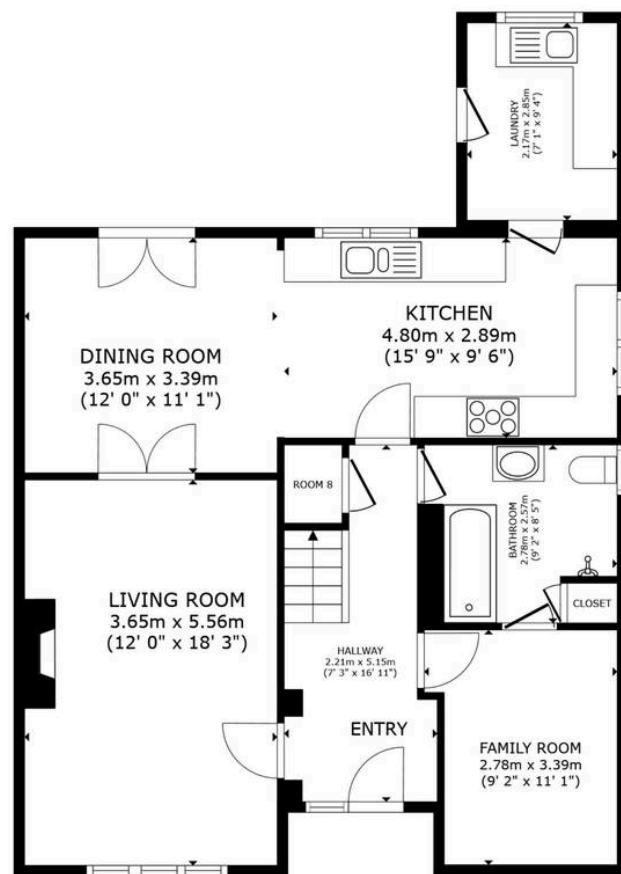 LAUNDRY
2.17m x 2.85m
(7' 1" x 9' 4")
KITCHEN
4.80m x 2.89m
(15' 9" x 9' 6")
DINING ROOM
3.65m x 3.39m
(12' 0" x 11' 1")
ROOM 8
BATHROOM
2.78m x 2.57m
(9' 2" x 8' 5")
CLOSET
LIVING ROOM
3.65m x 5.56m
(12' 0" x 18' 3")
HALLWAY
2.21m x 5.15m
(7' 3" x 16' 11")
ENTRY
FAMILY ROOM
2.78m x 3.39m
(9' 2" x 11' 1")